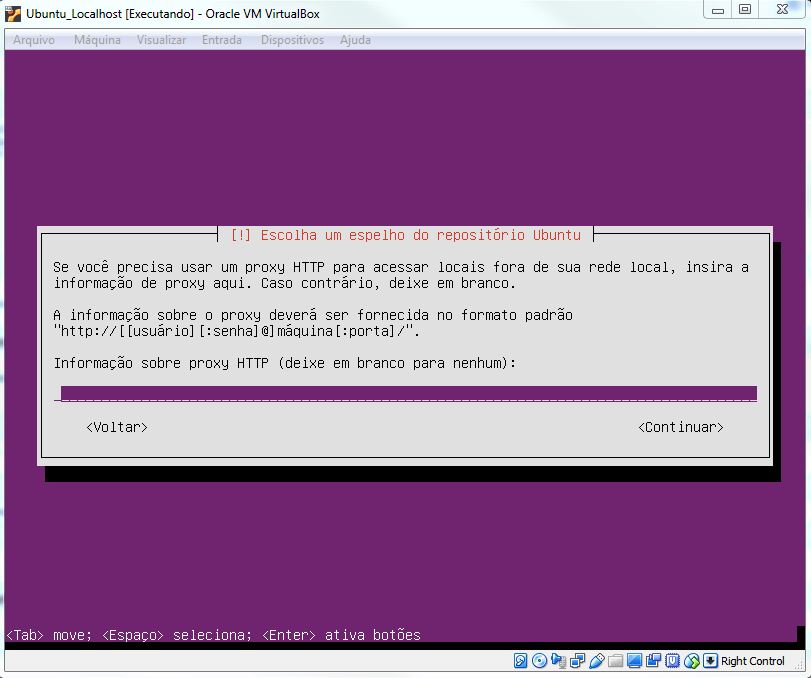 Ubuntu_Localhost [Executando] - Oracle VM VirtualBox
Arquivo Máquina Visualizar Entrada Dispositivos Ajuda
[!] Escolha um espelho do repositório Ubuntu
Se você precisa usar um proxy HTTP para acessar locais fora de sua rede local, insira a
informação de proxy aqui. Caso contrário, deixe em branco.
A informação sobre o proxy deverá ser fornecida no formato padrão
"http://[[usuário][:senha]@]máquina[:porta]/".
Informação sobre proxy HTTP (deixe em branco para nenhum):
<Voltar> <Continuar>
<Tab> move; <Espaço> seleciona; <Enter> ativa botões
Right Control